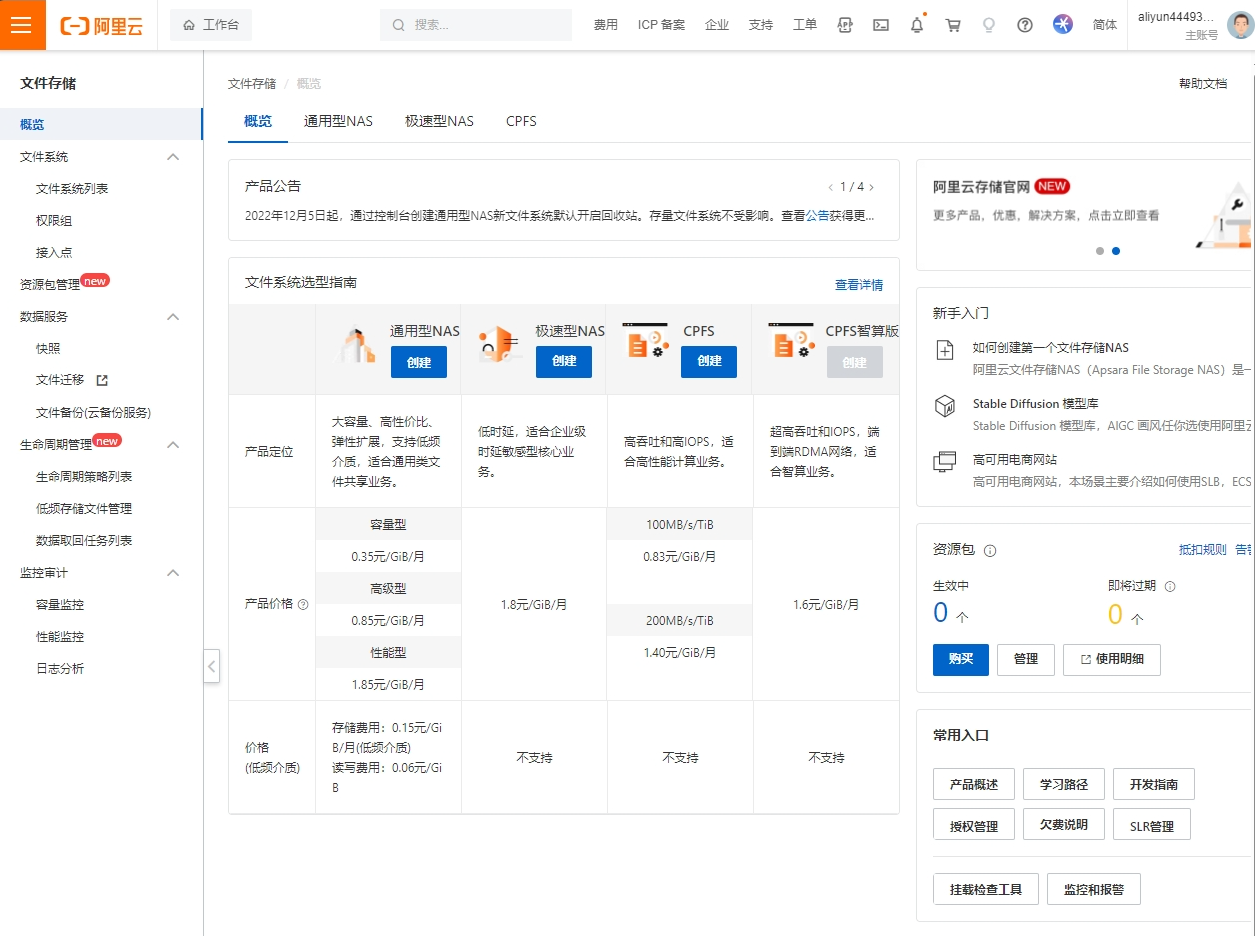 阿里云
工作台
搜索...
费用
ICP 备案
企业
支持
工单
简体
aliyun44493...
主账号
文件存储
概览
文件系统
文件系统列表
权限组
接入点
资源包管理 new
数据服务
快照
文件迁移
文件备份(云备份服务)
生命周期管理 new
生命周期策略列表
低频存储文件管理
数据取回任务列表
监控审计
容量监控
性能监控
日志分析
文件存储 / 概览
帮助文档
概览
通用型NAS
极速型NAS
CPFS
产品公告
1 / 4
2022年12月5日起，通过控制台创建通用型NAS新文件系统默认开启回收站。存量文件系统不受影响。查看公告获得更...
文件系统选型指南
查看详情
通用型NAS
创建
极速型NAS
创建
CPFS
创建
CPFS智算版
创建
产品定位
大容量、高性价比、
弹性扩展，支持低频
介质，适合通用类文
件共享业务。
低时延，适合企业级
时延敏感型核心业
务。
高吞吐和高IOPS，适
合高性能计算业务。
超高吞吐和IOPS，端
到端RDMA网络，适
合智算业务。
产品价格
容量型
0.35元/GiB/月
高级型
0.85元/GiB/月
性能型
1.85元/GiB/月
1.8元/GiB/月
100MB/s/TiB
0.83元/GiB/月
200MB/s/TiB
1.40元/GiB/月
1.6元/GiB/月
价格
(低频介质)
存储费用：0.15元/Gi
B/月(低频介质)
读写费用：0.06元/Gi
B
不支持
不支持
不支持
阿里云存储官网 NEW
更多产品，优惠，解决方案，点击立即查看
新手入门
如何创建第一个文件存储NAS
阿里云文件存储NAS（Apsara File Storage NAS）是一
Stable Diffusion 模型库
Stable Diffusion 模型库，AIGC 画风任你选使用阿里云
高可用电商网站
高可用电商网站，本场景主要介绍如何使用SLB，ECS
资源包
抵扣规则
告警
生效中
0 个
即将过期
0 个
购买
管理
使用明细
常用入口
产品概述
学习路径
开发指南
授权管理
欠费说明
SLR管理
挂载检查工具
监控和报警